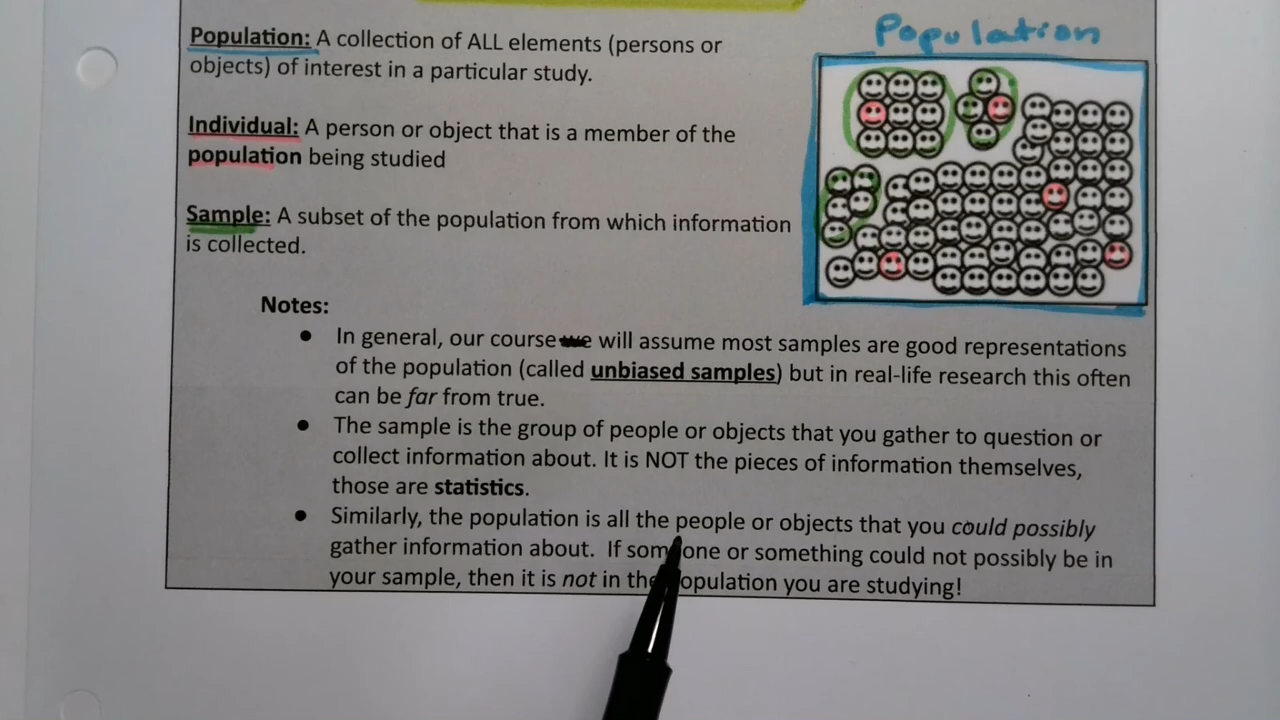 Population: A collection of ALL elements (persons or
objects) of interest in a particular study.
Individual: A person or object that is a member of the
population being studied
Sample: A subset of the population from which information
is collected.
Population
Notes:
• In general, our course will assume most samples are good representations
of the population (called unbiased samples) but in real-life research this often
can be far from true.
• The sample is the group of people or objects that you gather to question or
collect information about. It is NOT the pieces of information themselves,
those are statistics.
• Similarly, the population is all the people or objects that you could possibly
gather information about. If someone or something could not possibly be in
your sample, then it is not in the population you are studying!